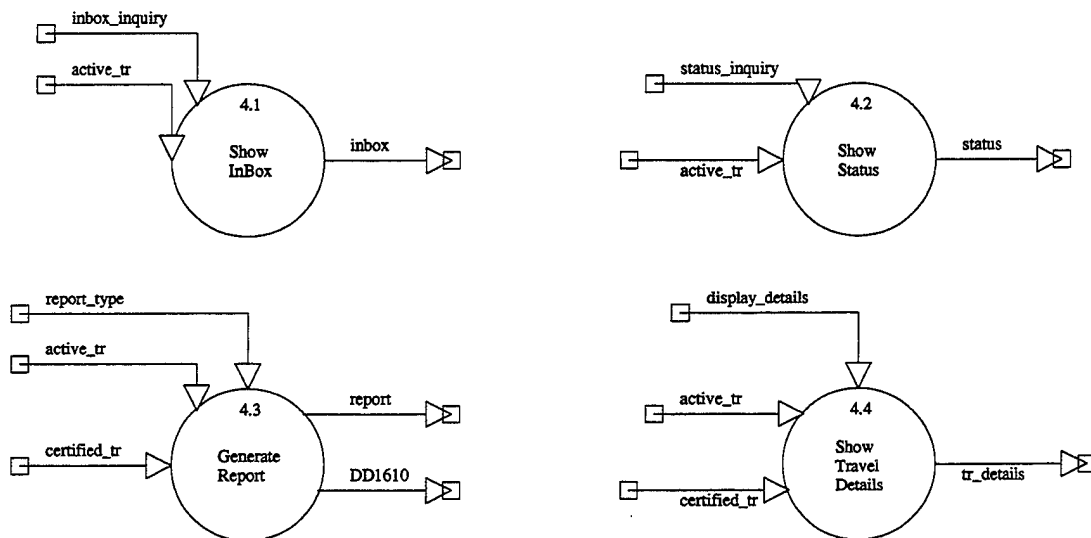 inbox_inquiry
active_tr
4.1
Show
InBox
inbox
status_inquiry
active_tr
4.2
Show
Status
status
report_type
active_tr
certified_tr
4.3
Generate
Report
report
DD1610
display_details
active_tr
certified_tr
4.4
Show
Travel
Details
tr_details